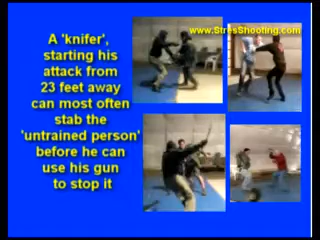 www.StresShooting.com
A 'knifer',
starting his
attack from
23 feet away
can most often
stab the
'untrained person'
before he can
use his gun
to stop it